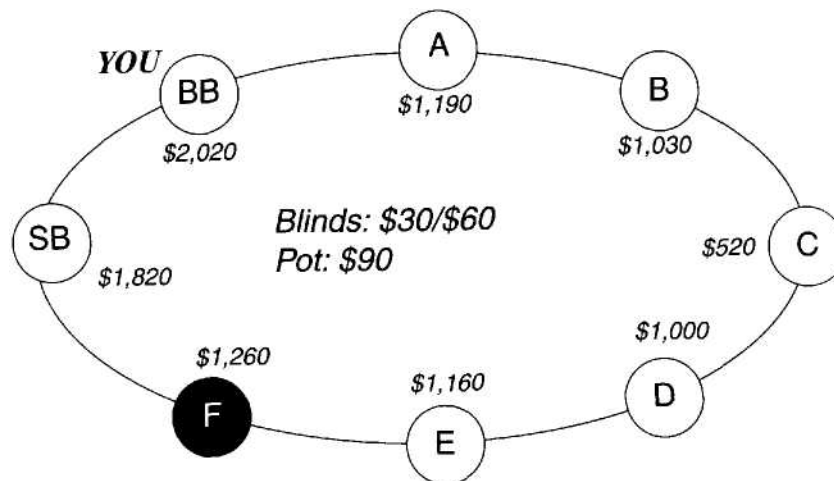 YOU
BB
$2,020
A
$1,190
B
$1,030
SB
$1,820
Blinds: $30/$60
Pot: $90
$520
C
$1,260
F
$1,160
E
$1,000
D